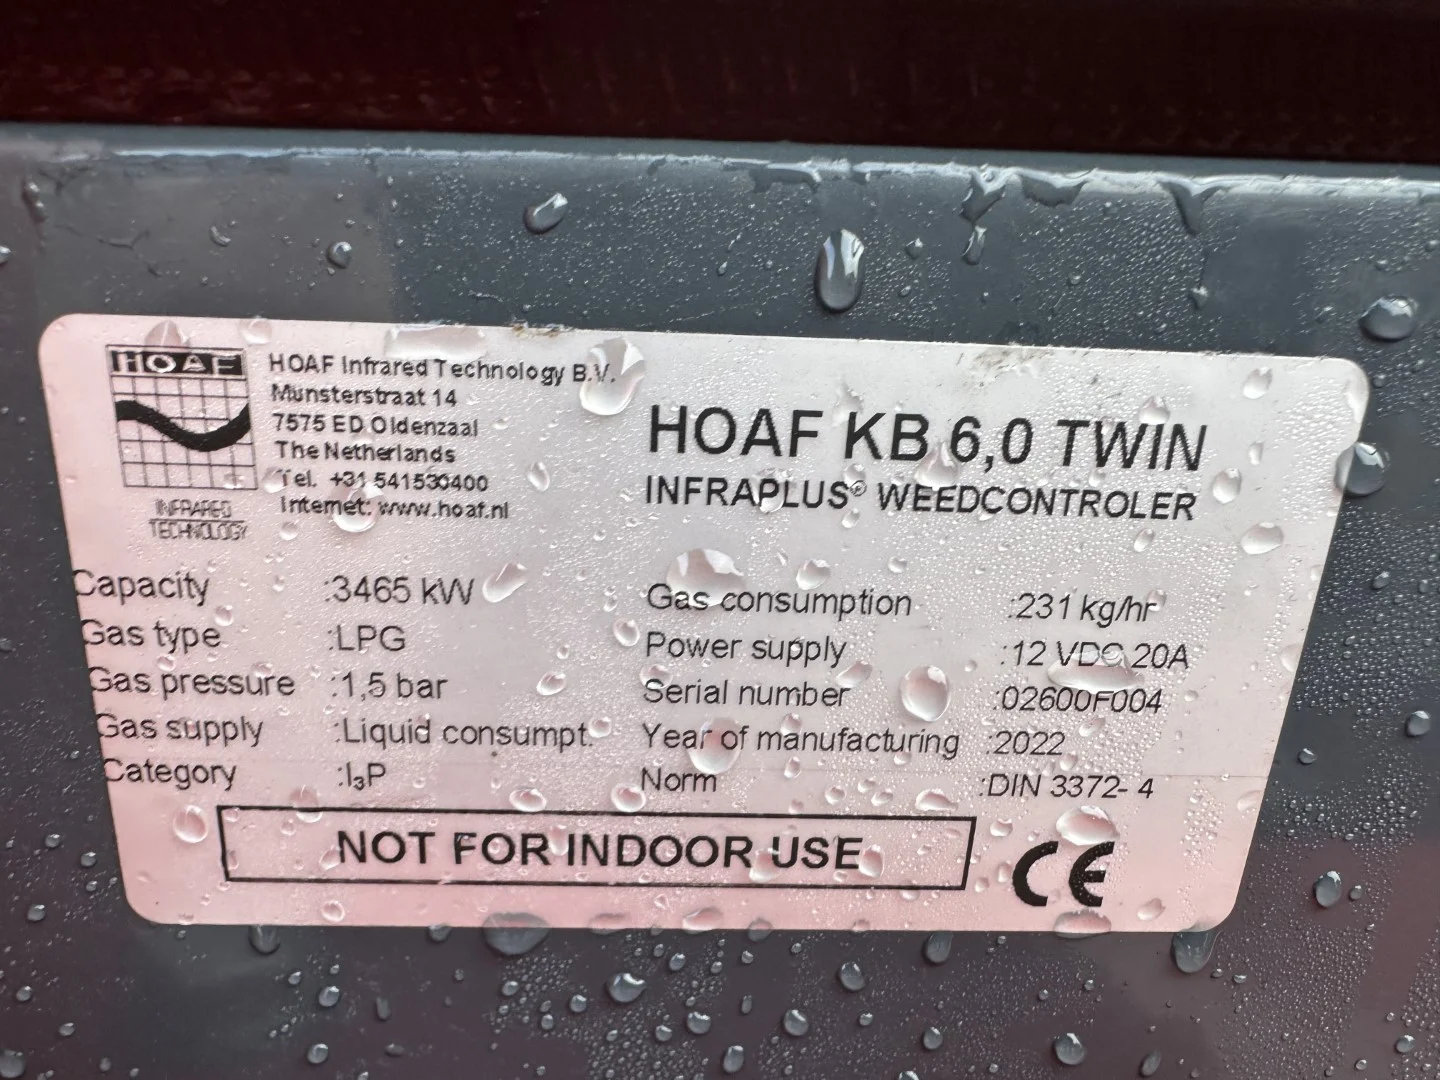 HOAF
INFRARED
TECHNOLOGY
HOAF Infrared Technology B.V.
Munsterstraat 14
7575 ED Oldenzaal
The Netherlands
Tel. +31 541530400
Internet: www.hoaf.nl
HOAF KB 6,0 TWIN
INFRAPLUS® WEEDCONTROLER
Capacity :3465 kW
Gas type :LPG
Gas pressure :1,5 bar
Gas supply :Liquid consumpt.
Category :I₃P
Gas consumption :231 kg/hr
Power supply :12 VDC 20A
Serial number :02600F004
Year of manufacturing :2022
Norm :DIN 3372- 4
NOT FOR INDOOR USE
CE